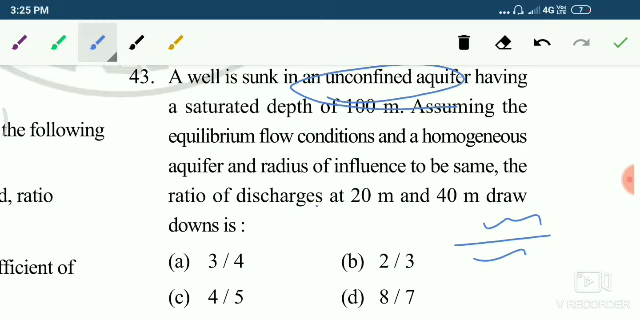 3:25 PM
... 4G VoLTE 7
43. A well is sunk in an unconfined aquifer having
a saturated depth of 100 m. Assuming the
the following
equilibrium flow conditions and a homogeneous
aquifer and radius of influence to be same, the
d, ratio
ratio of discharges at 20 m and 40 m draw
downs is :
fficient of
(a) 3 / 4 (b) 2 / 3
(c) 4 / 5 (d) 8 / 7
V RECORDER